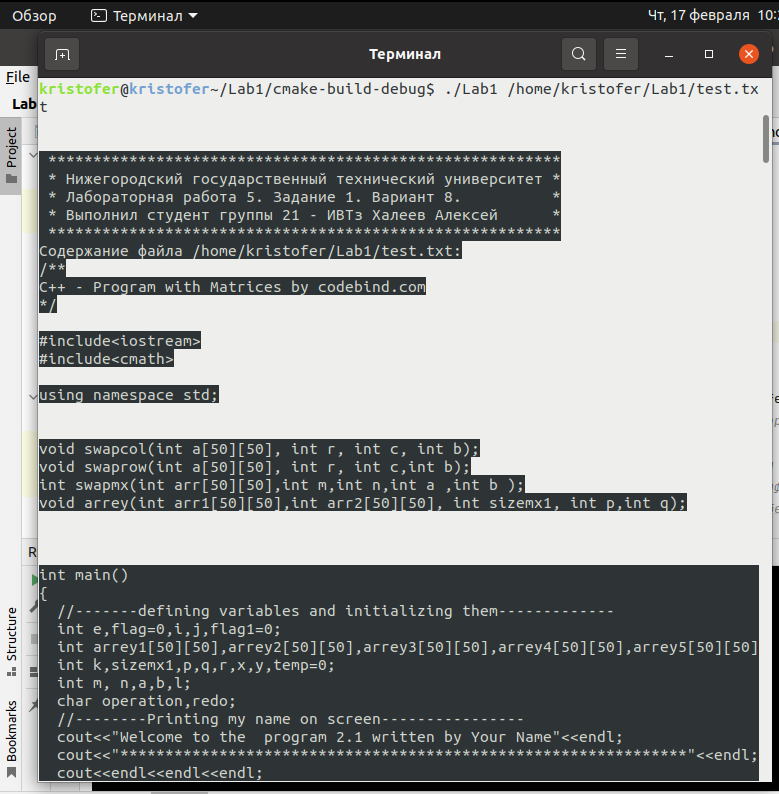 Обзор
Терминал
Чт, 17 февраля 10:
Терминал
File
Lab
Project
Structure
Bookmarks
R
kristofer@kristofer~/Lab1/cmake-build-debug$ ./Lab1 /home/kristofer/Lab1/test.tx
t
*********************************************************
* Нижегородский государственный технический университет *
* Лабораторная работа 5. Задание 1. Вариант 8. *
* Выполнил студент группы 21 - ИВТз Халеев Алексей *
*********************************************************
Содержание файла /home/kristofer/Lab1/test.txt:
/**
C++ - Program with Matrices by codebind.com
*/
#include<iostream>
#include<cmath>
using namespace std;
void swapcol(int a[50][50], int r, int c, int b);
void swaprow(int a[50][50], int r, int c,int b);
int swapmx(int arr[50][50],int m,int n,int a ,int b );
void arrey(int arr1[50][50],int arr2[50][50], int sizemx1, int p,int q);
int main()
{
//-------defining variables and initializing them-------------
int e,flag=0,i,j,flag1=0;
int arrey1[50][50],arrey2[50][50],arrey3[50][50],arrey4[50][50],arrey5[50][50]
int k,sizemx1,p,q,r,x,y,temp=0;
int m, n,a,b,l;
char operation,redo;
//--------Printing my name on screen----------------
cout<<"Welcome to the  program 2.1 written by Your Name"<<endl;
cout<<"***************************************************************"<<endl;
cout<<endl<<endl<<endl;